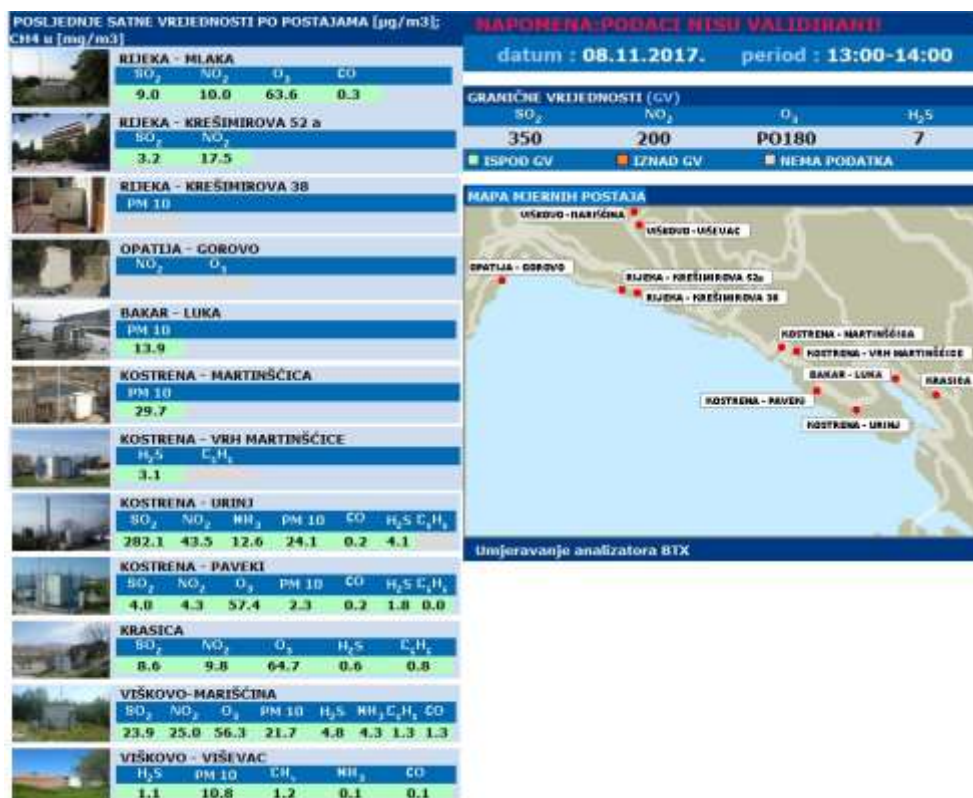 POSLJEDNJE SATNE VRIJEDNOSTI PO POSTAJAMA [µg/m3];
CH4 u [mg/m3]
RIJEKA - MLAKA
SO₂ NO₂ O₃ CO
9.0 10.0 63.6 0.3
RIJEKA - KREŠIMIROVA 52 a
SO₂ NO₂
3.2 17.5
RIJEKA - KREŠIMIROVA 38
PM 10
OPATIJA - GOROVO
NO₂ O₃
BAKAR - LUKA
PM 10
13.9
KOSTRENA - MARTINŠĆICA
PM 10
29.7
KOSTRENA - VRH MARTINŠĆICE
H₂S
3.1
KOSTRENA - URINJ
SO₂ NO₂ NH₃ PM 10 CO H₂S
282.1 43.5 12.6 24.1 0.2 4.1
KOSTRENA - PAVEKI
SO₂ NO₂ O₃ PM 10 CO H₂S
4.0 4.3 57.4 2.3 0.2 1.8 0.0
KRASICA
SO₂ NO₂ O₃ H₂S
8.6 9.8 64.7 0.6 0.8
VIŠKOVO-MARIŠĆINA
SO₂ NO₂ O₃ PM 10 H₂S NH₃ CO
23.9 25.0 56.3 21.7 4.8 4.3 1.3 1.3
VIŠKOVO - VIŠEVAC
H₂S PM 10 CH₄ NH₃ CO
1.1 10.8 1.2 0.1 0.1
NAPOMENA:PODACI NISU VALIDIRANI!
datum : 08.11.2017. period : 13:00-14:00
GRANIČNE VRIJEDNOSTI (GV)
SO₂ NO₂ O₃ H₂S
350 200 PO180 7
ISPOD GV IZNAD GV NEMA PODATKA
MAPA MJERNIH POSTAJA
VIŠKOVO-MARIŠĆINA
VIŠKOVO-VIŠEVAC
OPATIJA - GOROVO
RIJEKA - KREŠIMIROVA 52a
RIJEKA - KREŠIMIROVA 38
KOSTRENA - MARTINŠĆICA
KOSTRENA - VRH MARTINŠĆICE
BAKAR - LUKA
KRASICA
KOSTRENA - PAVEKI
KOSTRENA - URINJ
Umjeravanje analizatora BTX